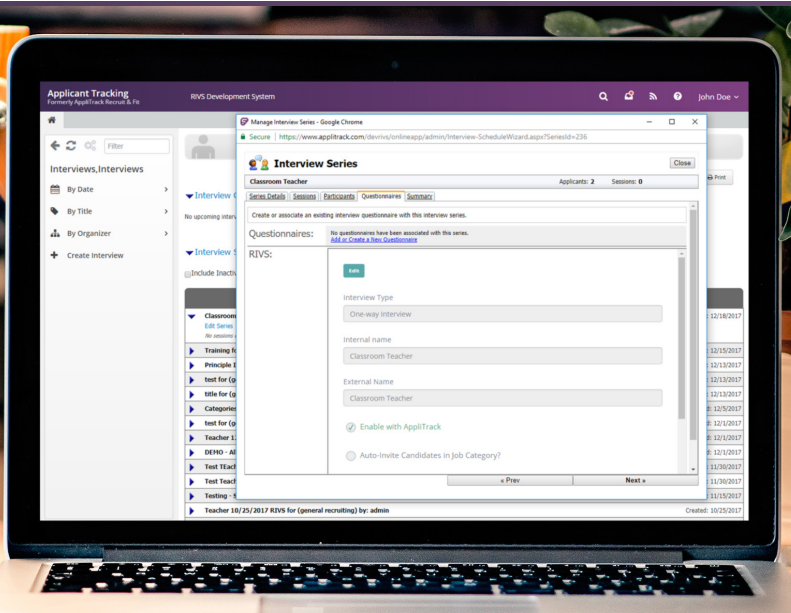 Applicant Tracking
Formerly AppliTrack Recruit & Fit
RIVS Development System
John Doe
Filter
Interviews,Interviews
By Date
By Title
By Organizer
Create Interview
Print
Interview
No upcoming
Interview
Include
Manage Interview Series - Google Chrome
Secure | https://www.applitrack.com/devrivs/onlineapp/admin/Interview-ScheduleWizard.aspx?SeriesId=236
Interview Series
Close
Classroom Teacher
Applicants: 2
Sessions: 0
Series Details
Sessions
Participants
Questionnaires
Summary
Create or associate an existing interview questionnaire with this interview series.
Questionnaires:
No questionnaires have been associated with this series.
Add or Create a New Questionnaire
RIVS:
Interview Type
One-way Interview
Internal name
Classroom Teacher
External Name
Classroom Teacher
Enable with AppliTrack
Auto-Invite Candidates in Job Category?
« Prev
Next »
Classroom
12/18/2017
Edit Series
No sessions
Training
12/15/2017
Principle
12/13/2017
test for
12/13/2017
title for
12/13/2017
Categories
12/5/2017
test for
12/1/2017
Teacher
12/1/2017
DEMO -
12/1/2017
Test
11/30/2017
Test
11/30/2017
Testing -
11/15/2017
Teacher 10/25/2017 RIVS for (general recruiting) by: admin
Created: 10/25/2017